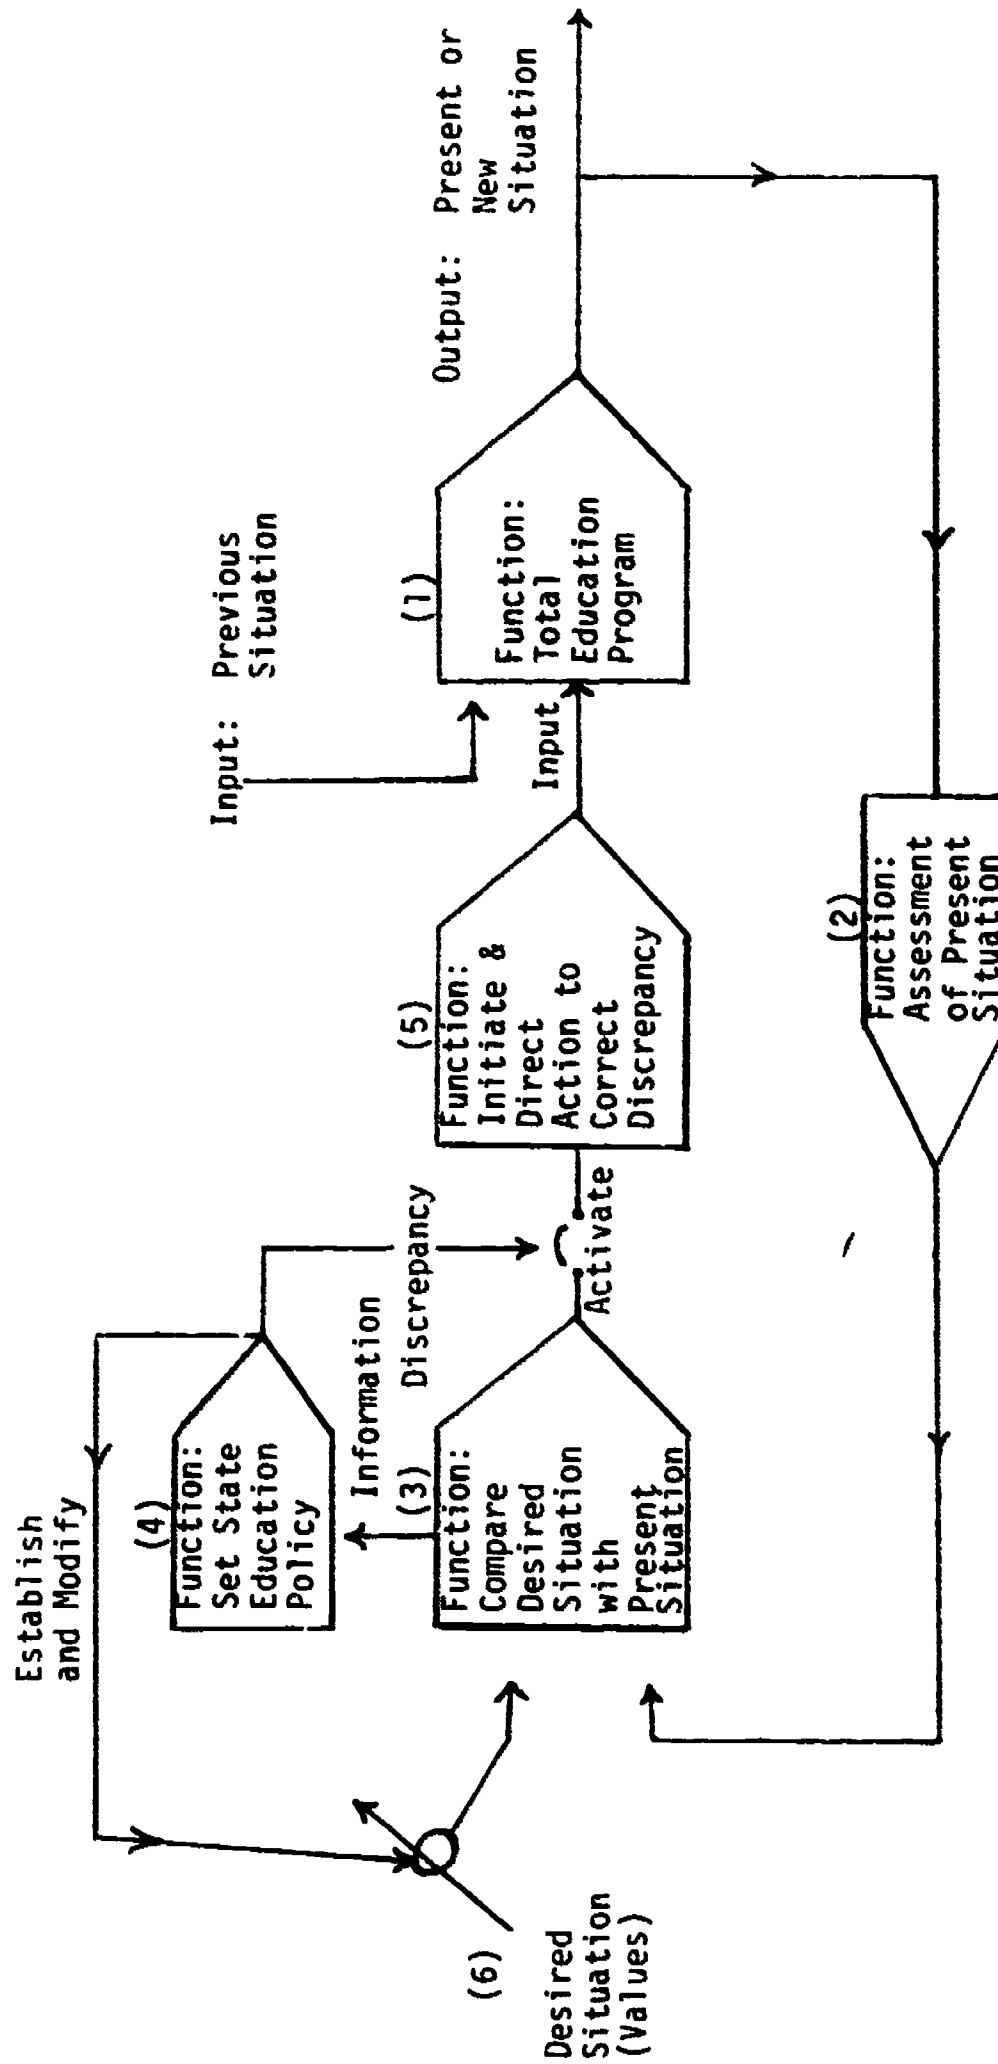 Establish
and Modify
(4)
Function:
Set State
Education
Policy
Information
Discrepancy
Input: Previous
Situation
Output: Present or
New
Situation
(6)
Desired
Situation
(Values)
(3)
Function:
Compare
Desired
Situation
with
Present
Situation
Activate
(5)
Function:
Initiate &
Direct
Action to
Correct
Discrepancy
Input
(1)
Function:
Total
Education
Program
(2)
Function:
Assessment
of Present
Situation